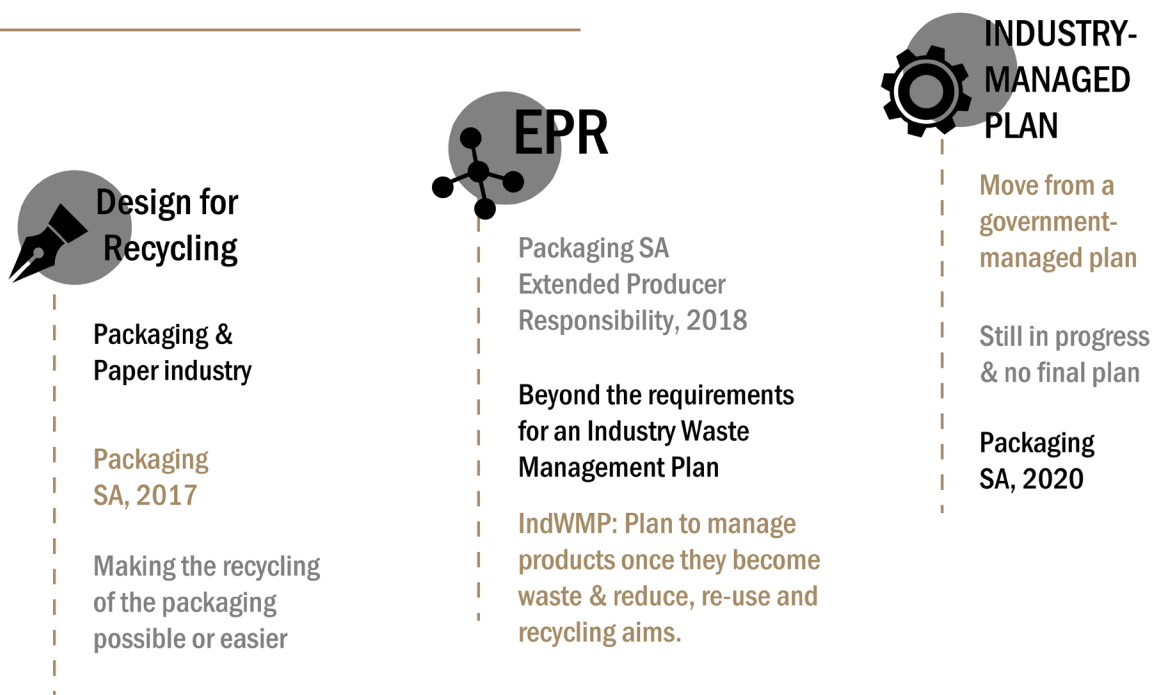 Design for
Recycling
Packaging &
Paper industry
Packaging
SA, 2017
Making the recycling
of the packaging
possible or easier
EPR
Packaging SA
Extended Producer
Responsibility, 2018
Beyond the requirements
for an Industry Waste
Management Plan
IndWMP: Plan to manage
products once they become
waste & reduce, re-use and
recycling aims.
INDUSTRY-
MANAGED
PLAN
Move from a
government-
managed plan
Still in progress
& no final plan
Packaging
SA, 2020